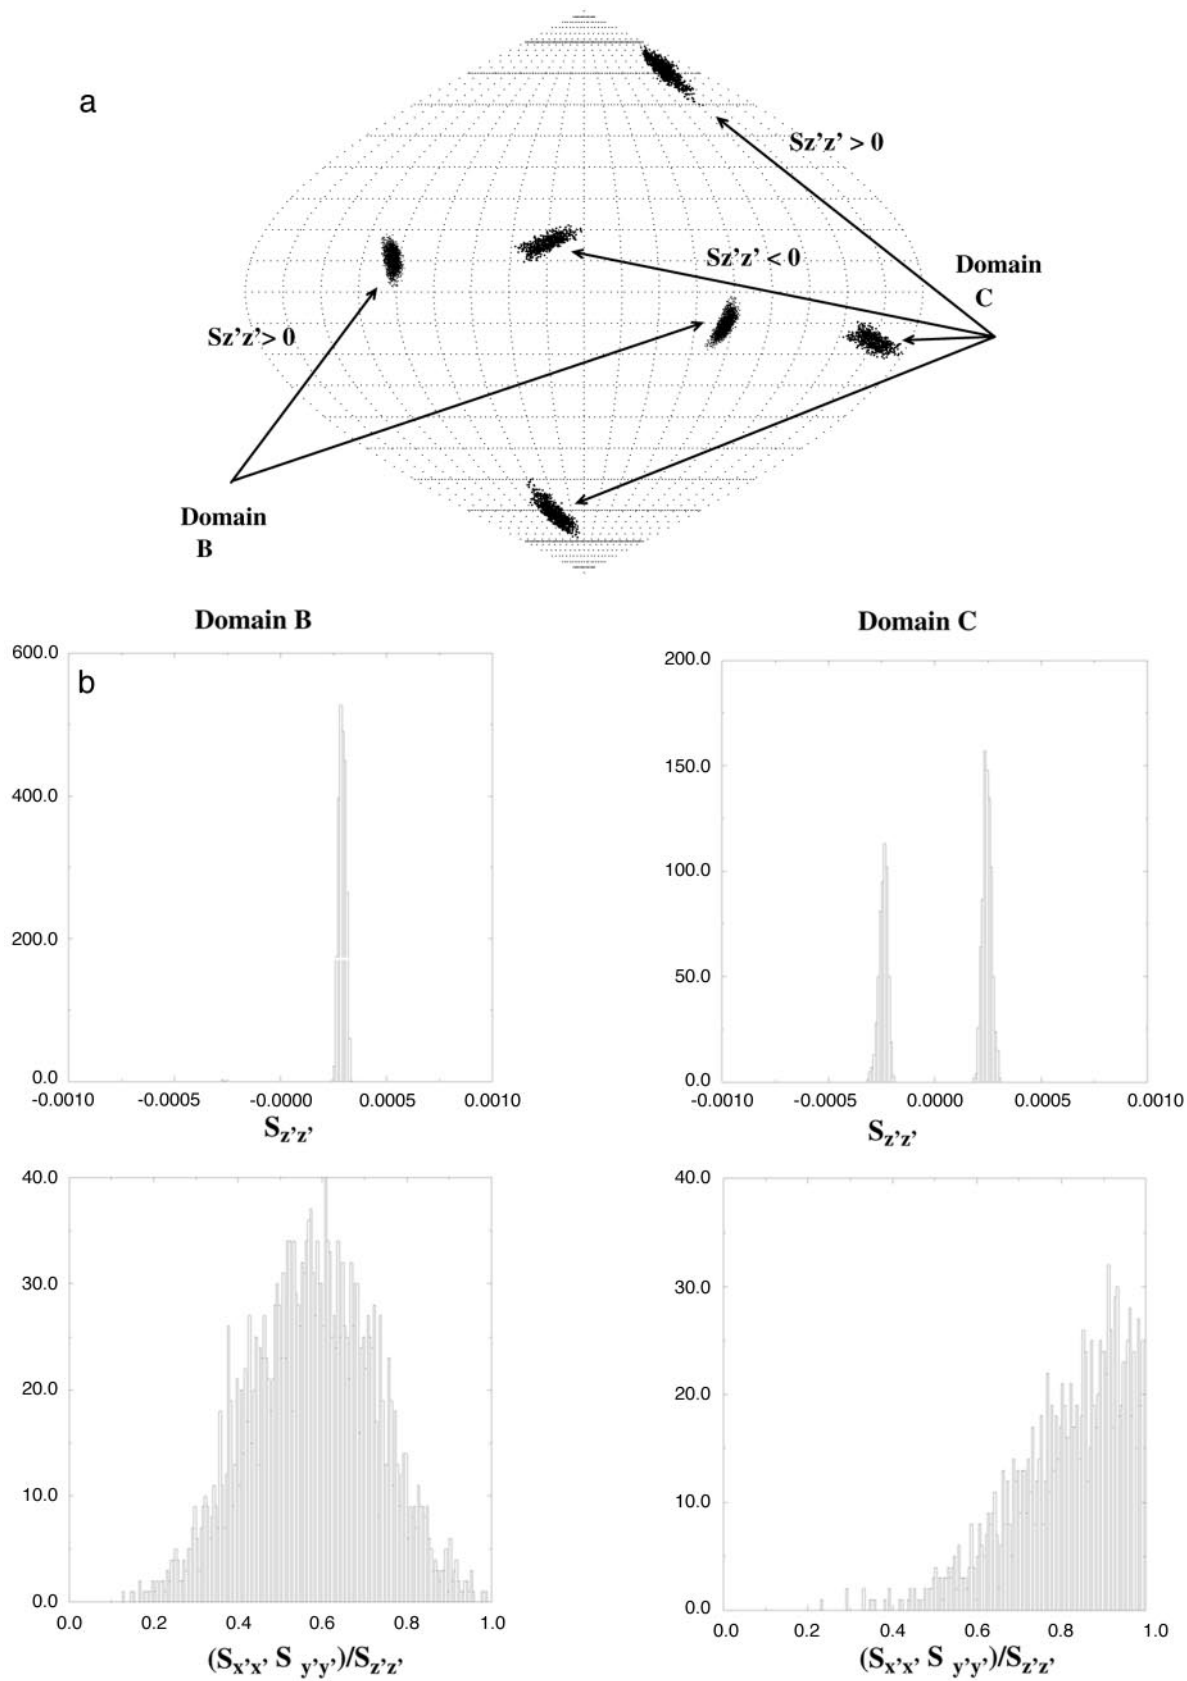 a
Sz’z’ > 0
Sz’z’ < 0
Domain
C
Sz’z’> 0
Domain
B
Domain B
Domain C
b
600.0
400.0
200.0
0.0
-0.0010 -0.0005 -0.0000 0.0005 0.0010
Sz’z’
200.0
150.0
100.0
50.0
0.0
-0.0010 -0.0005 0.0000 0.0005 0.0010
Sz’z’
40.0
30.0
20.0
10.0
0.0
0.0 0.2 0.4 0.6 0.8 1.0
(Sx’x’, S y’y’)/Sz’z’
40.0
30.0
20.0
10.0
0.0
0.0 0.2 0.4 0.6 0.8 1.0
(Sx’x’, S y’y’)/Sz’z’